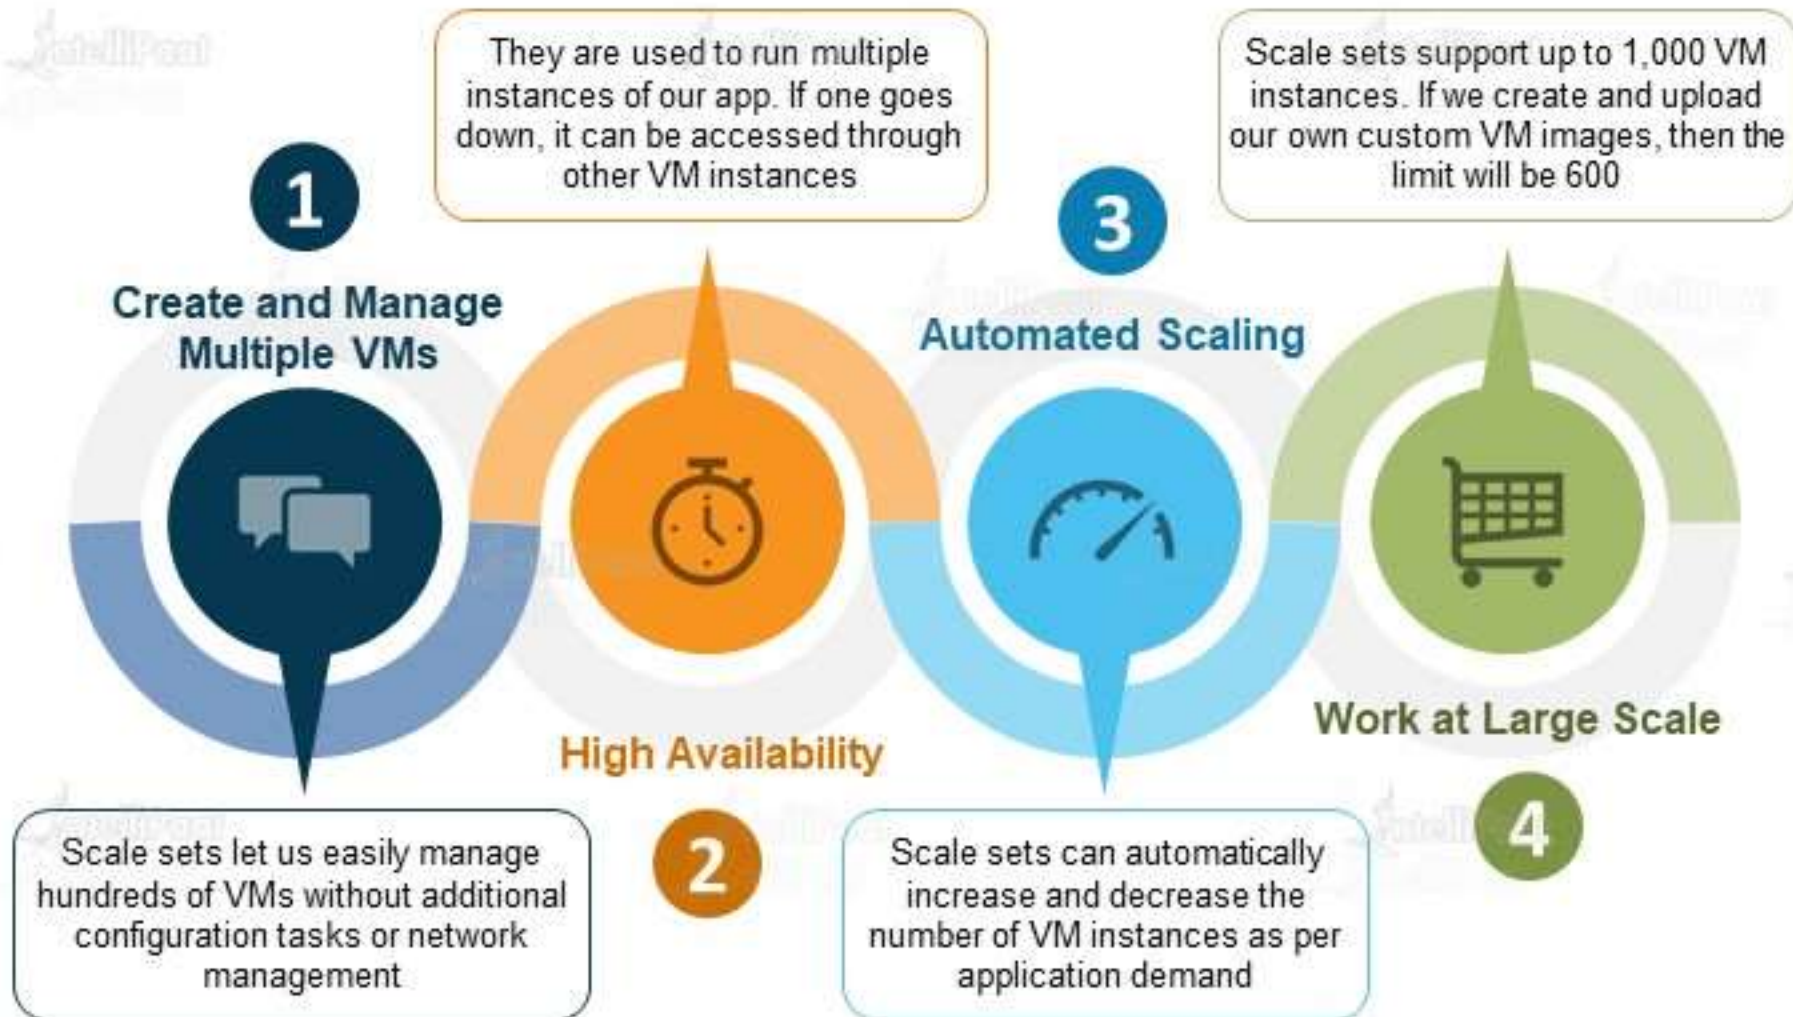 1
Create and Manage
Multiple VMs
Scale sets let us easily manage
hundreds of VMs without additional
configuration tasks or network
management
They are used to run multiple
instances of our app. If one goes
down, it can be accessed through
other VM instances
High Availability
2
3
Automated Scaling
Scale sets can automatically
increase and decrease the
number of VM instances as per
application demand
Scale sets support up to 1,000 VM
instances. If we create and upload
our own custom VM images, then the
limit will be 600
Work at Large Scale
4